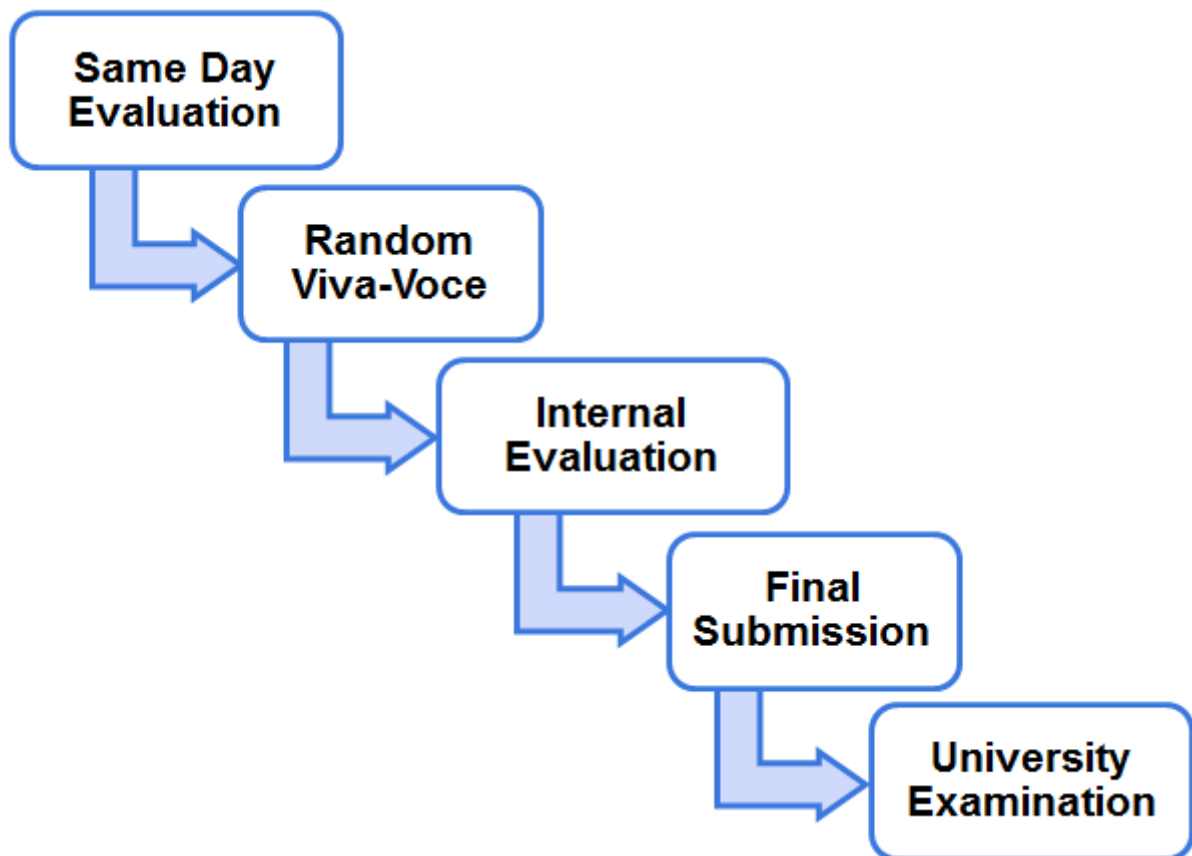 Same Day
Evaluation
Random
Viva-Voce
Internal
Evaluation
Final
Submission
University
Examination